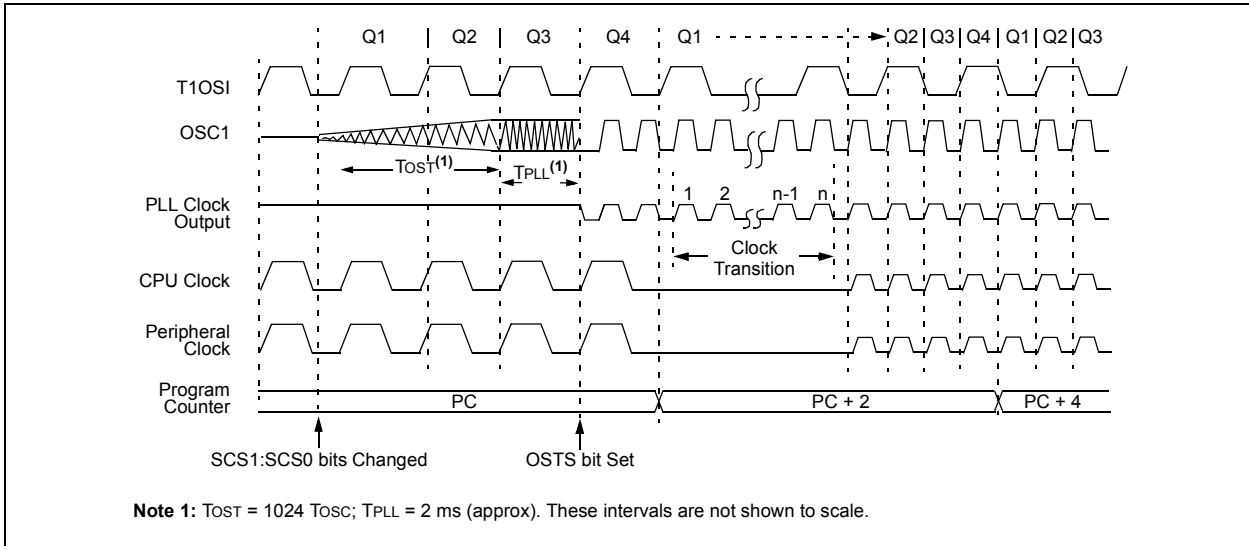 Q1 Q2 Q3 Q4 Q1 Q2 Q3 Q4 Q1 Q2 Q3
T1OSI
OSC1
TOST(1)
TPLL(1)
1 2 n-1 n
PLL Clock
Output
Clock
Transition
CPU Clock
Peripheral
Clock
Program
Counter
PC PC + 2 PC + 4
SCS1:SCS0 bits Changed OSTS bit Set
Note 1: TOST = 1024 TOSC; TPLL = 2 ms (approx). These intervals are not shown to scale.